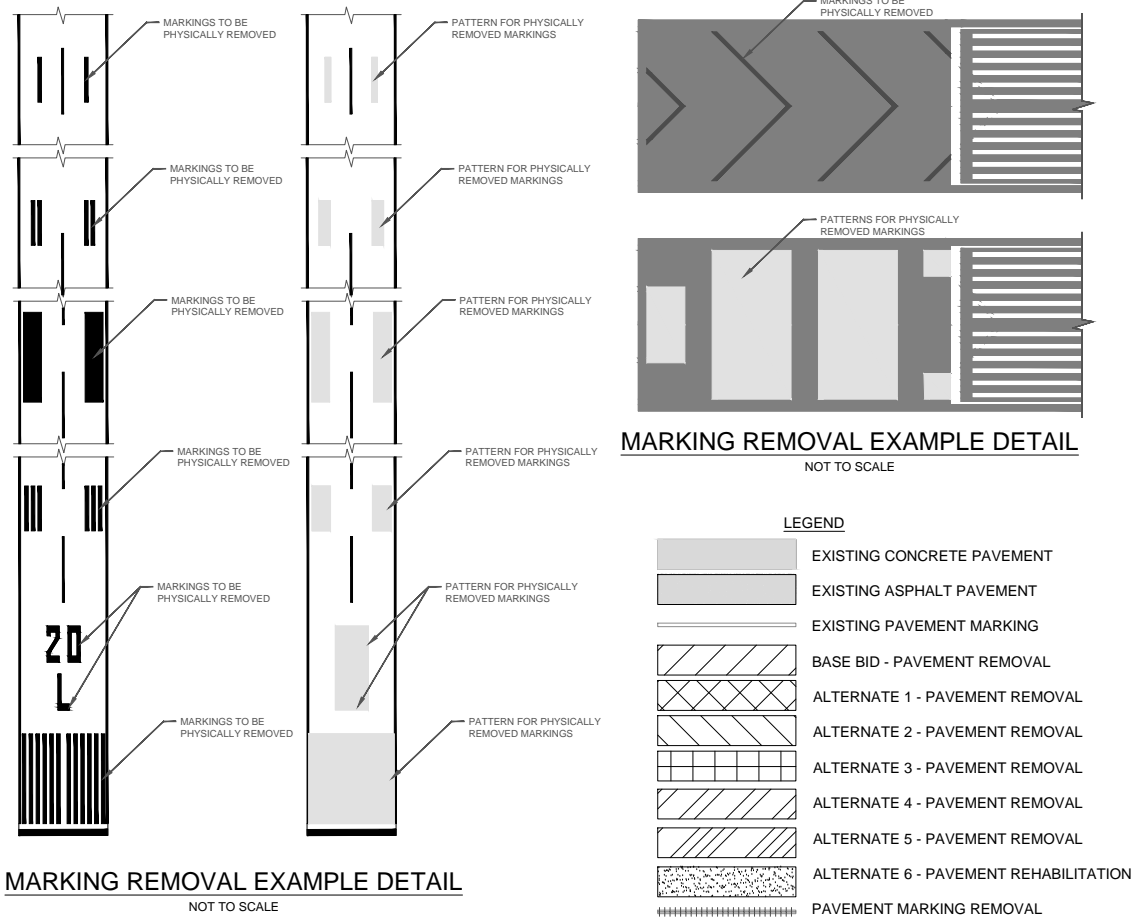 MARKINGS TO BE
PHYSICALLY REMOVED
MARKINGS TO BE
PHYSICALLY REMOVED
MARKINGS TO BE
PHYSICALLY REMOVED
MARKINGS TO BE
PHYSICALLY REMOVED
MARKINGS TO BE
PHYSICALLY REMOVED
20
L
MARKINGS TO BE
PHYSICALLY REMOVED
PATTERN FOR PHYSICALLY
REMOVED MARKINGS
PATTERN FOR PHYSICALLY
REMOVED MARKINGS
PATTERN FOR PHYSICALLY
REMOVED MARKINGS
PATTERN FOR PHYSICALLY
REMOVED MARKINGS
PATTERN FOR PHYSICALLY
REMOVED MARKINGS
PATTERN FOR PHYSICALLY
REMOVED MARKINGS
MARKING REMOVAL EXAMPLE DETAIL
NOT TO SCALE
MARKINGS TO BE
PHYSICALLY REMOVED
PATTERNS FOR PHYSICALLY
REMOVED MARKINGS
MARKING REMOVAL EXAMPLE DETAIL
NOT TO SCALE
LEGEND
EXISTING CONCRETE PAVEMENT
EXISTING ASPHALT PAVEMENT
EXISTING PAVEMENT MARKING
BASE BID - PAVEMENT REMOVAL
ALTERNATE 1 - PAVEMENT REMOVAL
ALTERNATE 2 - PAVEMENT REMOVAL
ALTERNATE 3 - PAVEMENT REMOVAL
ALTERNATE 4 - PAVEMENT REMOVAL
ALTERNATE 5 - PAVEMENT REMOVAL
ALTERNATE 6 - PAVEMENT REHABILITATION
PAVEMENT MARKING REMOVAL